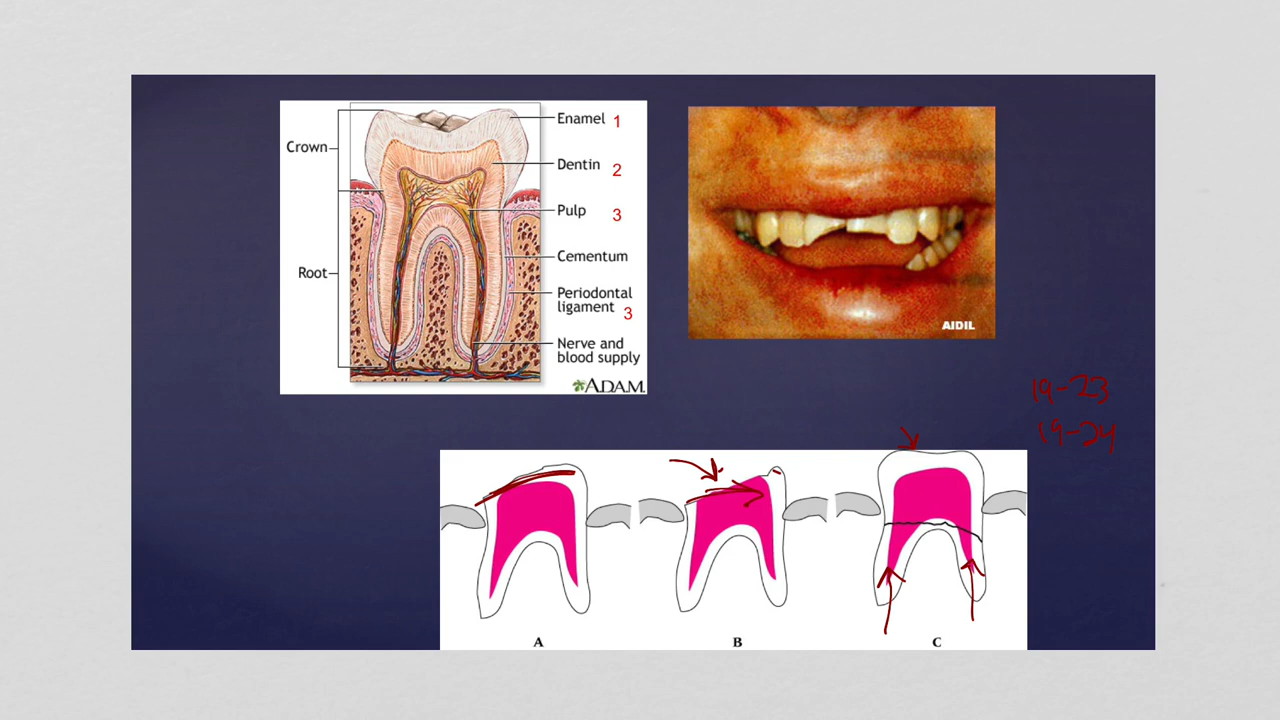 Crown
Root
Enamel 1
Dentin 2
Pulp 3
Cementum
Periodontal
ligament 3
Nerve and
blood supply
A.D.A.M.
AIDIL
19-23
19-24
A B C